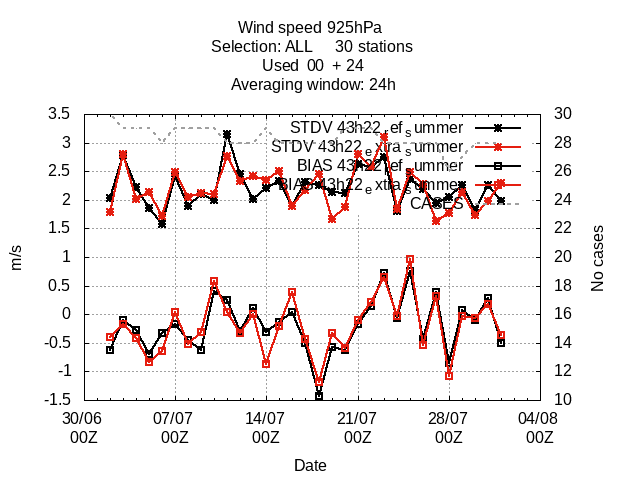 Wind speed 925hPa
Selection: ALL 30 stations
Used 00 + 24
Averaging window: 24h
3.5
3
2.5
2
1.5
1
0.5
0
-0.5
-1
-1.5
m/s
STDV 43h22_ref_summer
STDV 43h22_extra_summer
BIAS 43h22_ref_summer
BIAS 43h22_extra_summer
CASES
30
28
26
24
22
20
18
16
14
12
10
No cases
30/06 07/07 14/07 21/07 28/07 04/08
00Z 00Z 00Z 00Z 00Z 00Z
Date